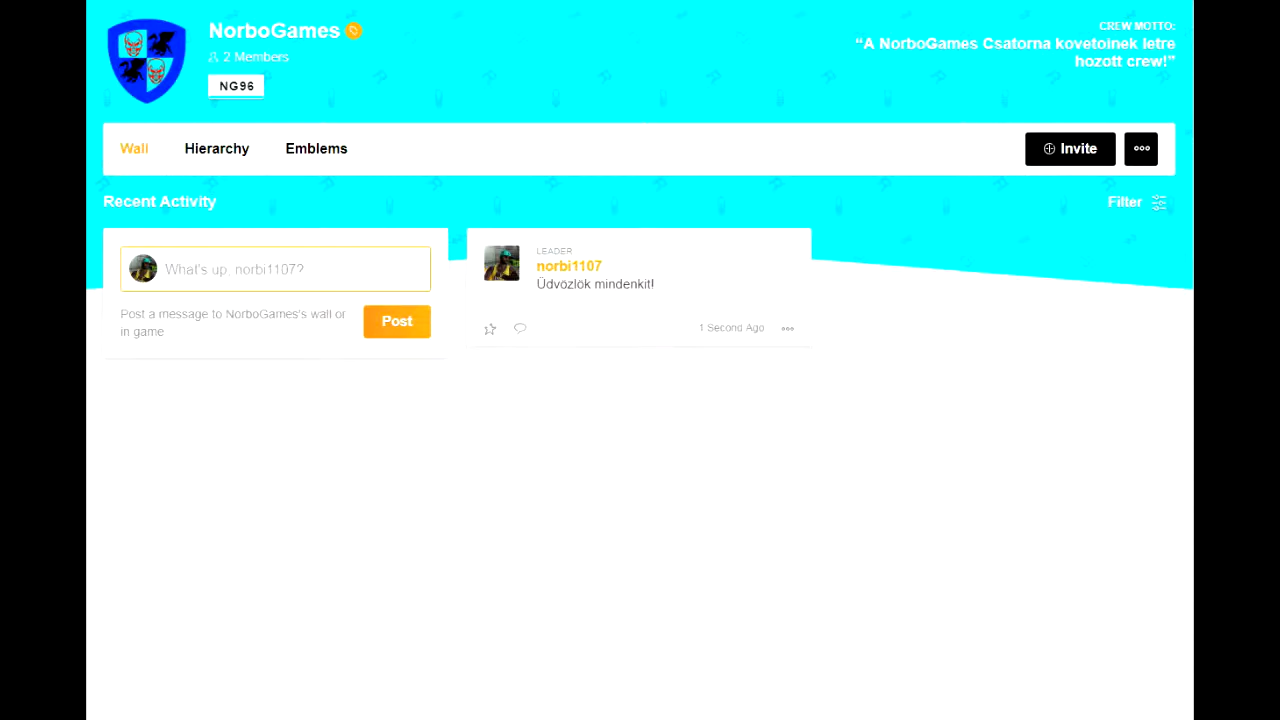 NorboGames
2 Members
NG96
CREW MOTTO:
“A NorboGames Csatorna kovetoinek letre
hozott crew!”
Wall
Hierarchy
Emblems
Invite
Recent Activity
Filter
What's up, norbi1107?
Post a message to NorboGames's wall or
in game
Post
LEADER
norbi1107
Üdvözlök mindenkit!
1 Second Ago